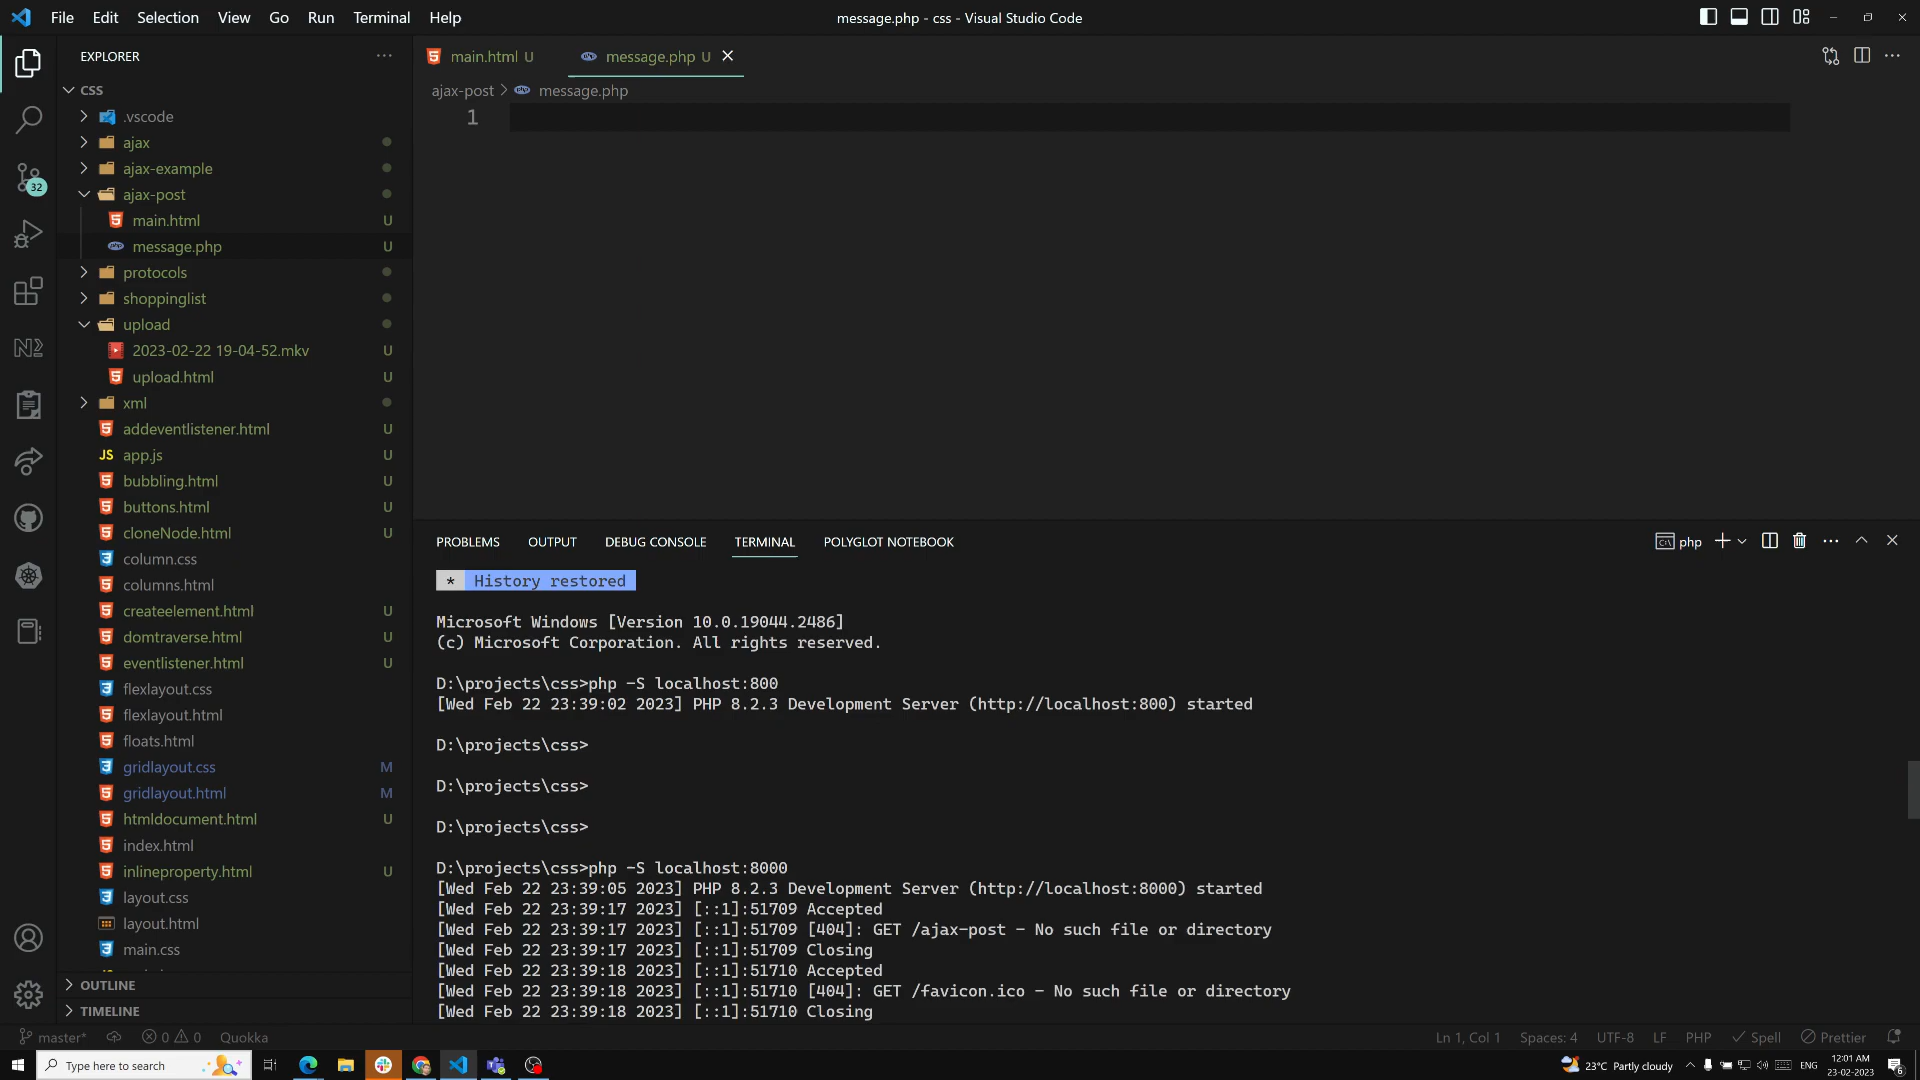 File Edit Selection View Go Run Terminal Help
message.php - css - Visual Studio Code
EXPLORER
main.html U
message.php U
CSS
ajax-post > message.php
1
.vscode
ajax
ajax-example
ajax-post
main.html U
message.php U
protocols
shoppinglist
upload
2023-02-22 19-04-52.mkv U
upload.html U
xml
addeventlistener.html U
JS app.js U
bubbling.html U
buttons.html U
cloneNode.html U
column.css
columns.html
createelement.html U
domtraverse.html U
eventlistener.html U
flexlayout.css
flexlayout.html
floats.html
gridlayout.css M
gridlayout.html M
htmldocument.html U
index.html
inlineproperty.html U
layout.css
layout.html
main.css
OUTLINE
TIMELINE
32
PROBLEMS OUTPUT DEBUG CONSOLE TERMINAL POLYGLOT NOTEBOOK
php
* History restored
Microsoft Windows [Version 10.0.19044.2486]
(c) Microsoft Corporation. All rights reserved.
D:\projects\css>php -S localhost:800
[Wed Feb 22 23:39:02 2023] PHP 8.2.3 Development Server (http://localhost:800) started
D:\projects\css>
D:\projects\css>
D:\projects\css>
D:\projects\css>php -S localhost:8000
[Wed Feb 22 23:39:05 2023] PHP 8.2.3 Development Server (http://localhost:8000) started
[Wed Feb 22 23:39:17 2023] [::1]:51709 Accepted
[Wed Feb 22 23:39:17 2023] [::1]:51709 [404]: GET /ajax-post - No such file or directory
[Wed Feb 22 23:39:17 2023] [::1]:51709 Closing
[Wed Feb 22 23:39:18 2023] [::1]:51710 Accepted
[Wed Feb 22 23:39:18 2023] [::1]:51710 [404]: GET /favicon.ico - No such file or directory
[Wed Feb 22 23:39:18 2023] [::1]:51710 Closing
master* 0 0 Quokka
Ln 1, Col 1 Spaces: 4 UTF-8 LF PHP Spell Prettier
Type here to search
23°C Partly cloudy ENG
12:01 AM
23-02-2023
6